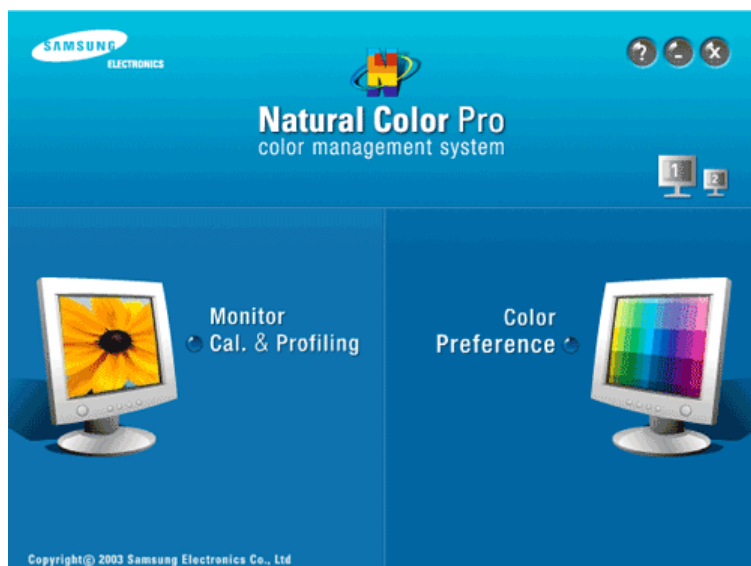 SAMSUNG
ELECTRONICS
? - x
N
Natural Color Pro
color management system
1
2
Monitor
Cal. & Profiling
Color
Preference
Copyright© 2003 Samsung Electronics Co., Ltd